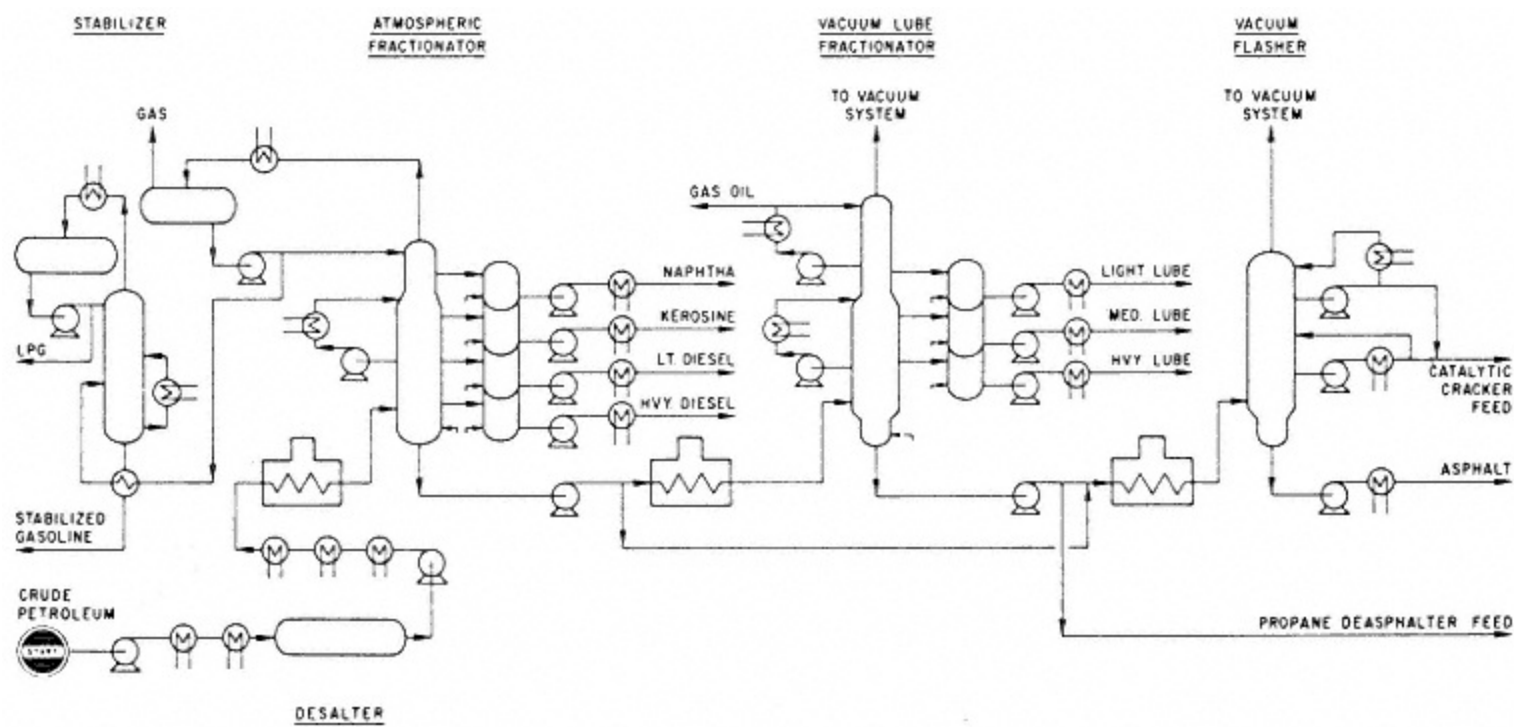 STABILIZER
ATMOSPHERIC
FRACTIONATOR
VACUUM LUBE
FRACTIONATOR
VACUUM
FLASHER
GAS
TO VACUUM
SYSTEM
TO VACUUM
SYSTEM
GAS OIL
NAPHTHA
LIGHT LUBE
KEROSINE
MED. LUBE
LPG
LT. DIESEL
HVY LUBE
CATALYTIC
CRACKER
FEED
HVY DIESEL
ASPHALT
STABILIZED
GASOLINE
CRUDE
PETROLEUM
START
PROPANE DEASPHALTER FEED
DESALTER